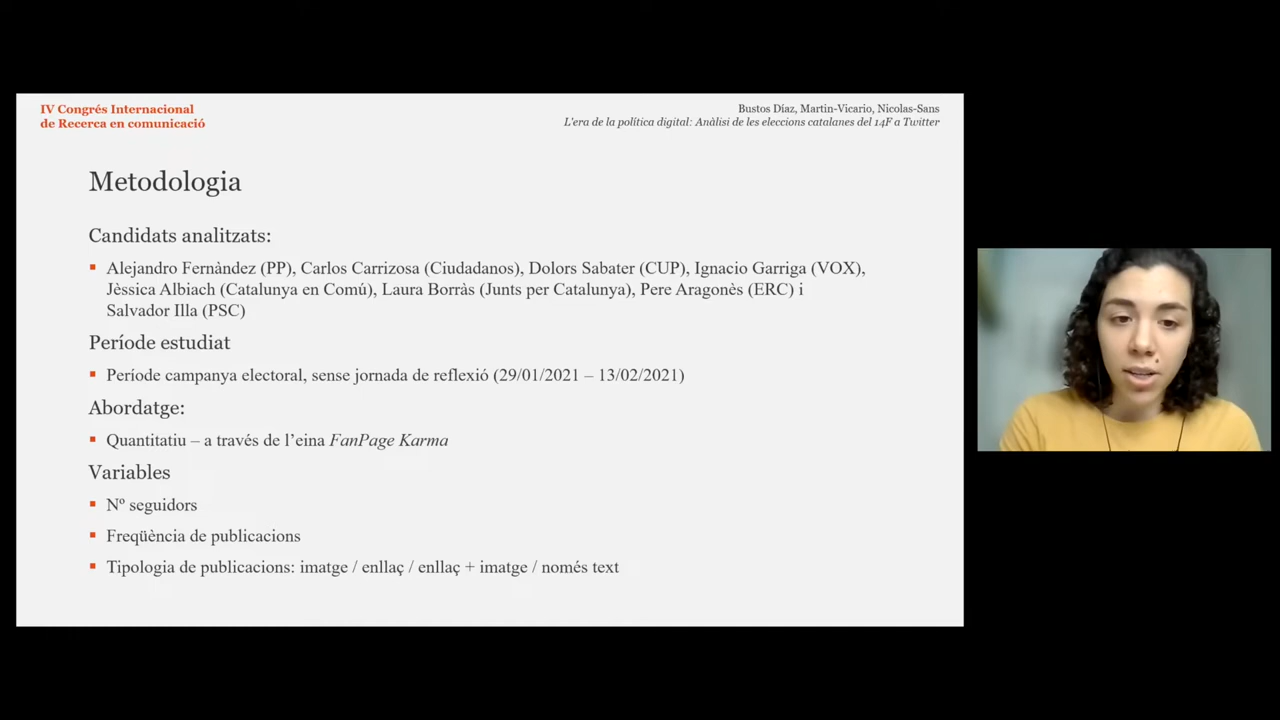 IV Congrés Internacional
de Recerca en comunicació
Bustos Díaz, Martin-Vicario, Nicolas-Sans
L'era de la política digital: Anàlisi de les eleccions catalanes del 14F a Twitter
Metodologia
Candidats analitzats:
▪ Alejandro Fernàndez (PP), Carlos Carrizosa (Ciudadanos), Dolors Sabater (CUP), Ignacio Garriga (VOX),
Jèssica Albiach (Catalunya en Comú), Laura Borràs (Junts per Catalunya), Pere Aragonès (ERC) i
Salvador Illa (PSC)
Període estudiat
▪ Període campanya electoral, sense jornada de reflexió (29/01/2021 – 13/02/2021)
Abordatge:
▪ Quantitatiu – a través de l'eina FanPage Karma
Variables
▪ Nº seguidors
▪ Freqüència de publicacions
▪ Tipologia de publicacions: imatge / enllaç / enllaç + imatge / només text